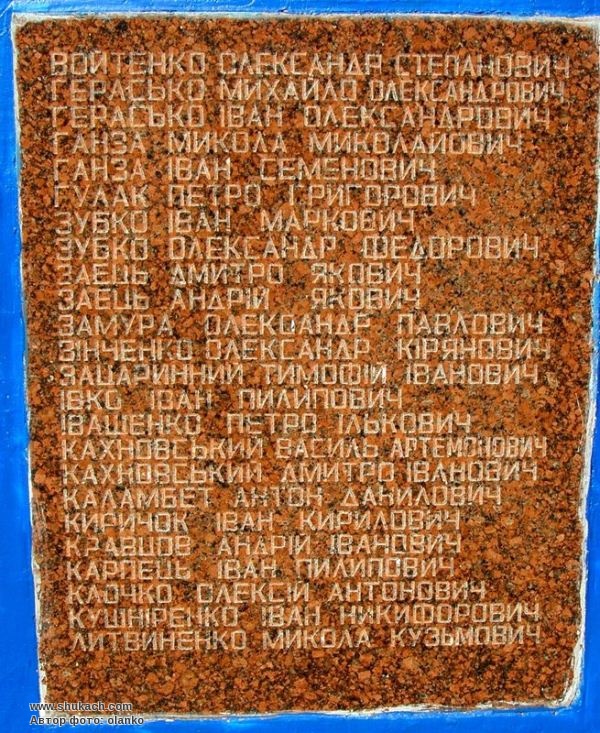 ВОЙТЕНКО ОЛЕКСАНДР СТЕПАНОВИЧ
ГЕРАСЬКО МИХАЙЛО ОЛЕКСАНДРОВИЧ
ГЕРАСЬКО ІВАН ОЛЕКСАНДРОВИЧ
ГАНЗА МИКОЛА МИКОЛАЙОВИЧ
ГАНЗА ІВАН СЕМЕНОВИЧ
ГУЛАК ПЕТРО ГРИГОРОВИЧ
ЗУБКО ІВАН МАРКОВИЧ
ЗУБКО ОЛЕКСАНДР ФЕДОРОВИЧ
ЗАЕЦЬ ДМИТРО ЯКОВИЧ
ЗАЕЦЬ АНДРІЙ ЯКОВИЧ
ЗАМУРА ОЛЕКСАНДР ПАВЛОВИЧ
ЗІНЧЕНКО ОЛЕКСАНДР КІРЯНОВИЧ
ЗАЦАРИННИЙ ТИМОФІЙ ІВАНОВИЧ
ІВКО ІВАН ПИЛИПОВИЧ
ІВАЩЕНКО ПЕТРО ІЛЬКОВИЧ
КАХНОВСЬКИЙ ВАСИЛЬ АРТЕМОНОВИЧ
КАХНОВСЬКИЙ ДМИТРО ІВАНОВИЧ
КАЛАМБЕТ АНТОН ДАНИЛОВИЧ
КИРИЧОК ІВАН КИРИЛОВИЧ
КРАВЦОВ АНДРІЙ ІВАНОВИЧ
КАРПЕЦЬ ІВАН ПИЛИПОВИЧ
КЛОЧКО ОЛЕКСІЙ АНТОНОВИЧ
КУШНІРЕНКО ІВАН НИКИФОРОВИЧ
ЛИТВИНЕНКО МИКОЛА КУЗЬМОВИЧ
www.shukach.com
Автор фото: olanko